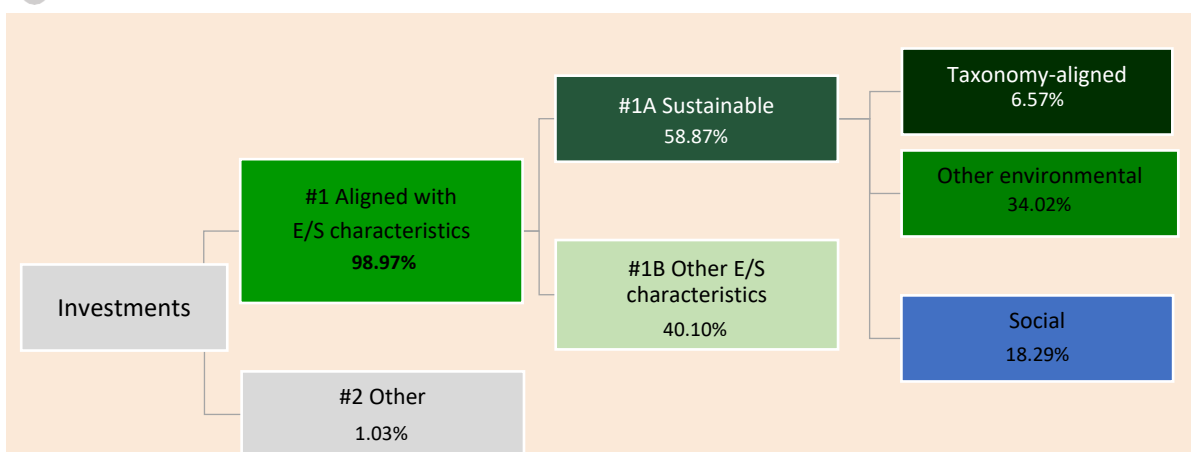 Investments
#1 Aligned with
E/S characteristics
98.97%
#2 Other
1.03%
#1A Sustainable
58.87%
#1B Other E/S
characteristics
40.10%
Taxonomy-aligned
6.57%
Other environmental
34.02%
Social
18.29%